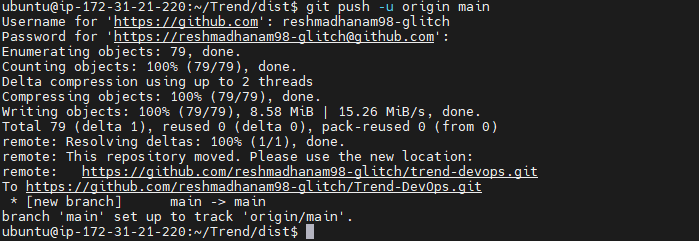 ubuntu@ip-172-31-21-220:~/Trend/dist$ git push -u origin main
Username for 'https://github.com': reshmadhanam98-glitch
Password for 'https://reshmadhanam98-glitch@github.com':
Enumerating objects: 79, done.
Counting objects: 100% (79/79), done.
Delta compression using up to 2 threads
Compressing objects: 100% (79/79), done.
Writing objects: 100% (79/79), 8.58 MiB | 15.26 MiB/s, done.
Total 79 (delta 1), reused 0 (delta 0), pack-reused 0 (from 0)
remote: Resolving deltas: 100% (1/1), done.
remote: This repository moved. Please use the new location:
remote:   https://github.com/reshmadhanam98-glitch/trend-devops.git
To https://github.com/reshmadhanam98-glitch/Trend-DevOps.git
 * [new branch]      main -> main
branch 'main' set up to track 'origin/main'.
ubuntu@ip-172-31-21-220:~/Trend/dist$